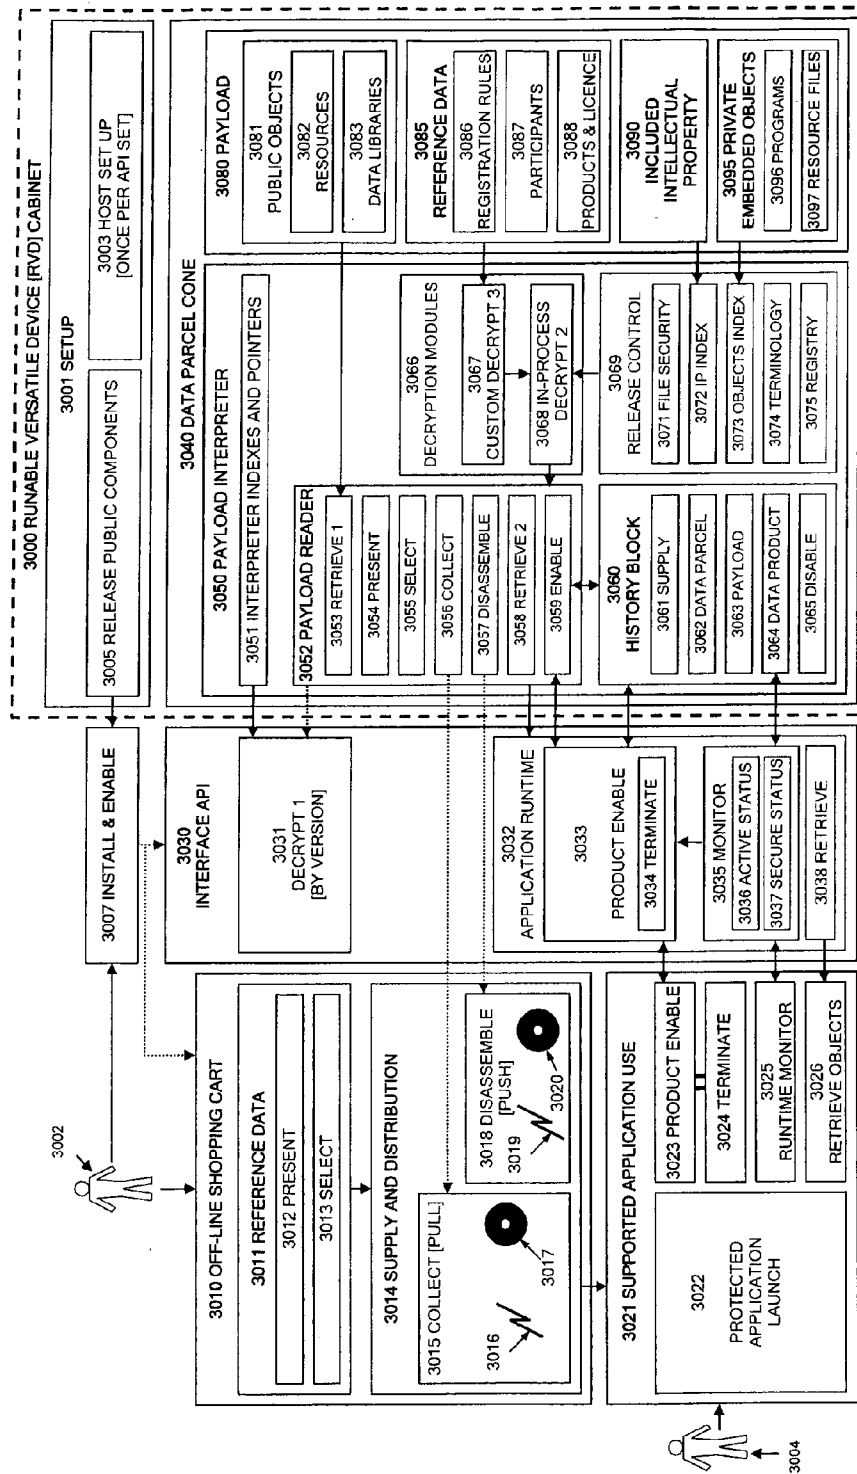 3000 RUNABLE VERSATILE DEVICE [RVD] CABINET
3001 SETUP
3005 RELEASE PUBLIC COMPONENTS
3003 HOST SET UP
[ONCE PER API SET]
3040 DATA PARCEL CONE
3050 PAYLOAD INTERPRETER
3051 INTERPRETER INDEXES AND POINTERS
3052 PAYLOAD READER
3053 RETRIEVE 1
3054 PRESENT
3055 SELECT
3056 COLLECT
3057 DISASSEMBLE
3058 RETRIEVE 2
3059 ENABLE
3060
HISTORY BLOCK
3061 SUPPLY
3062 DATA PARCEL
3063 PAYLOAD
3064 DATA PRODUCT
3065 DISABLE
3066
DECRYPTION MODULES
3067
CUSTOM DECRYPT 3
3068 IN-PROCESS
DECRYPT 2
3069
RELEASE CONTROL
3071 FILE SECURITY
3072 IP INDEX
3073 OBJECTS INDEX
3074 TERMINOLOGY
3075 REGISTRY
3080 PAYLOAD
3081
PUBLIC OBJECTS
3082
RESOURCES
3083
DATA LIBRARIES
3085
REFERENCE DATA
3086
REGISTRATION RULES
3087
PARTICIPANTS
3088
PRODUCTS & LICENCE
3090
INCLUDED
INTELLECTUAL
PROPERTY
3095 PRIVATE
EMBEDDED OBJECTS
3096 PROGRAMS
3097 RESOURCE FILES
3007 INSTALL & ENABLE
3030
INTERFACE API
3031
DECRYPT 1
[BY VERSION]
3032
APPLICATION RUNTIME
3033
PRODUCT ENABLE
3034 TERMINATE
3035 MONITOR
3036 ACTIVE STATUS
3037 SECURE STATUS
3038 RETRIEVE
3002
3010 OFF-LINE SHOPPING CART
3011 REFERENCE DATA
3012 PRESENT
3013 SELECT
3014 SUPPLY AND DISTRIBUTION
3015 COLLECT [PULL]
3016
3017
3018 DISASSEMBLE
[PUSH]
3019
3020
3021 SUPPORTED APPLICATION USE
3022
PROTECTED
APPLICATION
LAUNCH
3023 PRODUCT ENABLE
3024 TERMINATE
3025
RUNTIME MONITOR
3026
RETRIEVE OBJECTS
3004